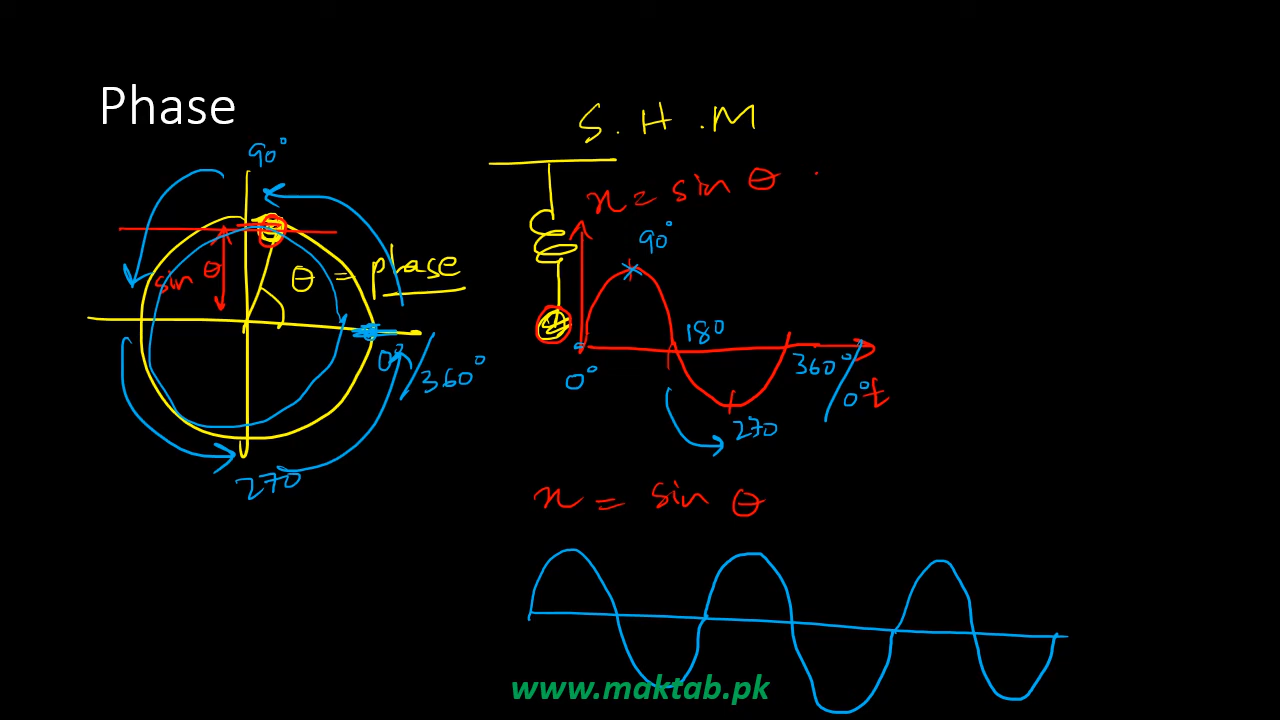 Phase
S.H.M
90°
x = sin θ
90°
sin θ
θ = phase
180
0°/360°
360°/0°
t
0°
270
270
x = sin θ
www.maktab.pk